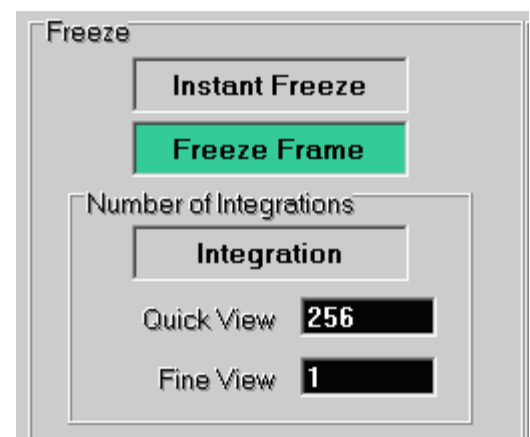 Freeze
Instant Freeze
Freeze Frame
Number of Integrations
Integration
Quick View 256
Fine View 1